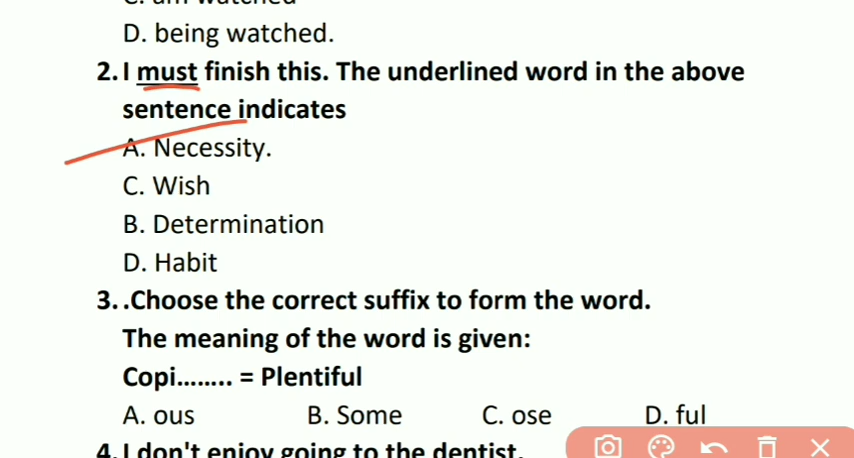 D. being watched.
2. I must finish this. The underlined word in the above
sentence indicates
A. Necessity.
C. Wish
B. Determination
D. Habit
3. .Choose the correct suffix to form the word.
The meaning of the word is given:
Copi........ = Plentiful
A. ous B. Some C. ose D. ful
4. I don't enjoy going to the dentist.